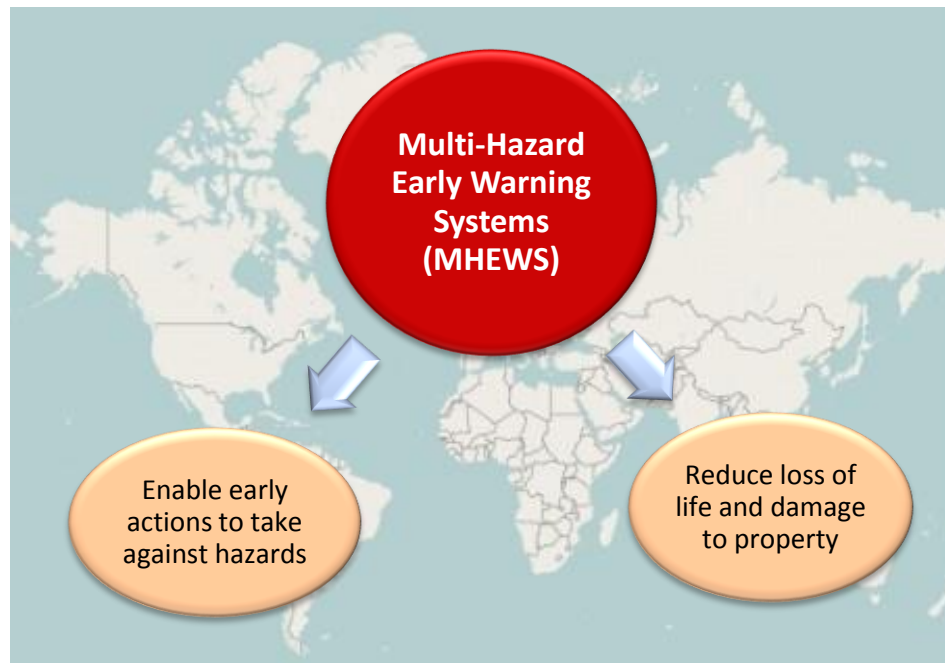 Multi-Hazard
Early Warning
Systems
(MHEWS)
Enable early
actions to take
against hazards
Reduce loss of
life and damage
to property